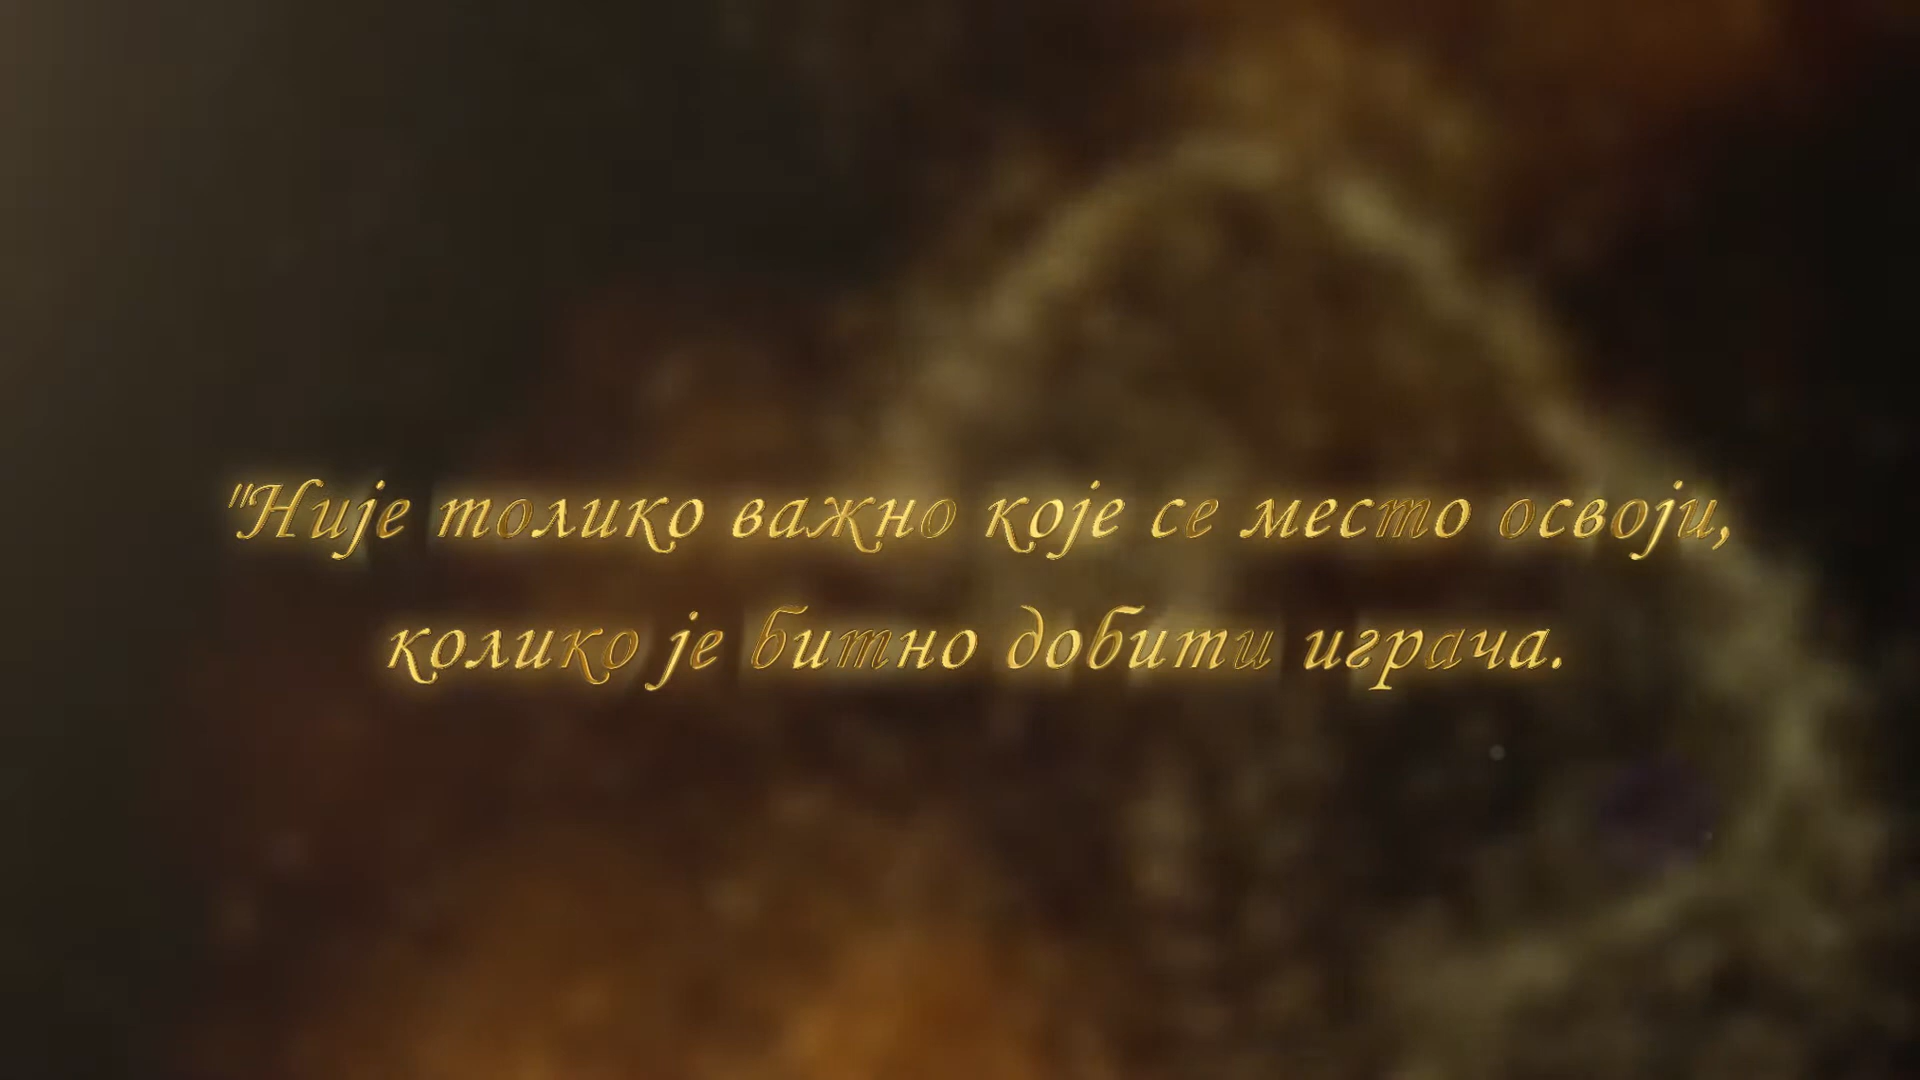 "Није толико важно које се место освоји,
колико је битно добити играча.